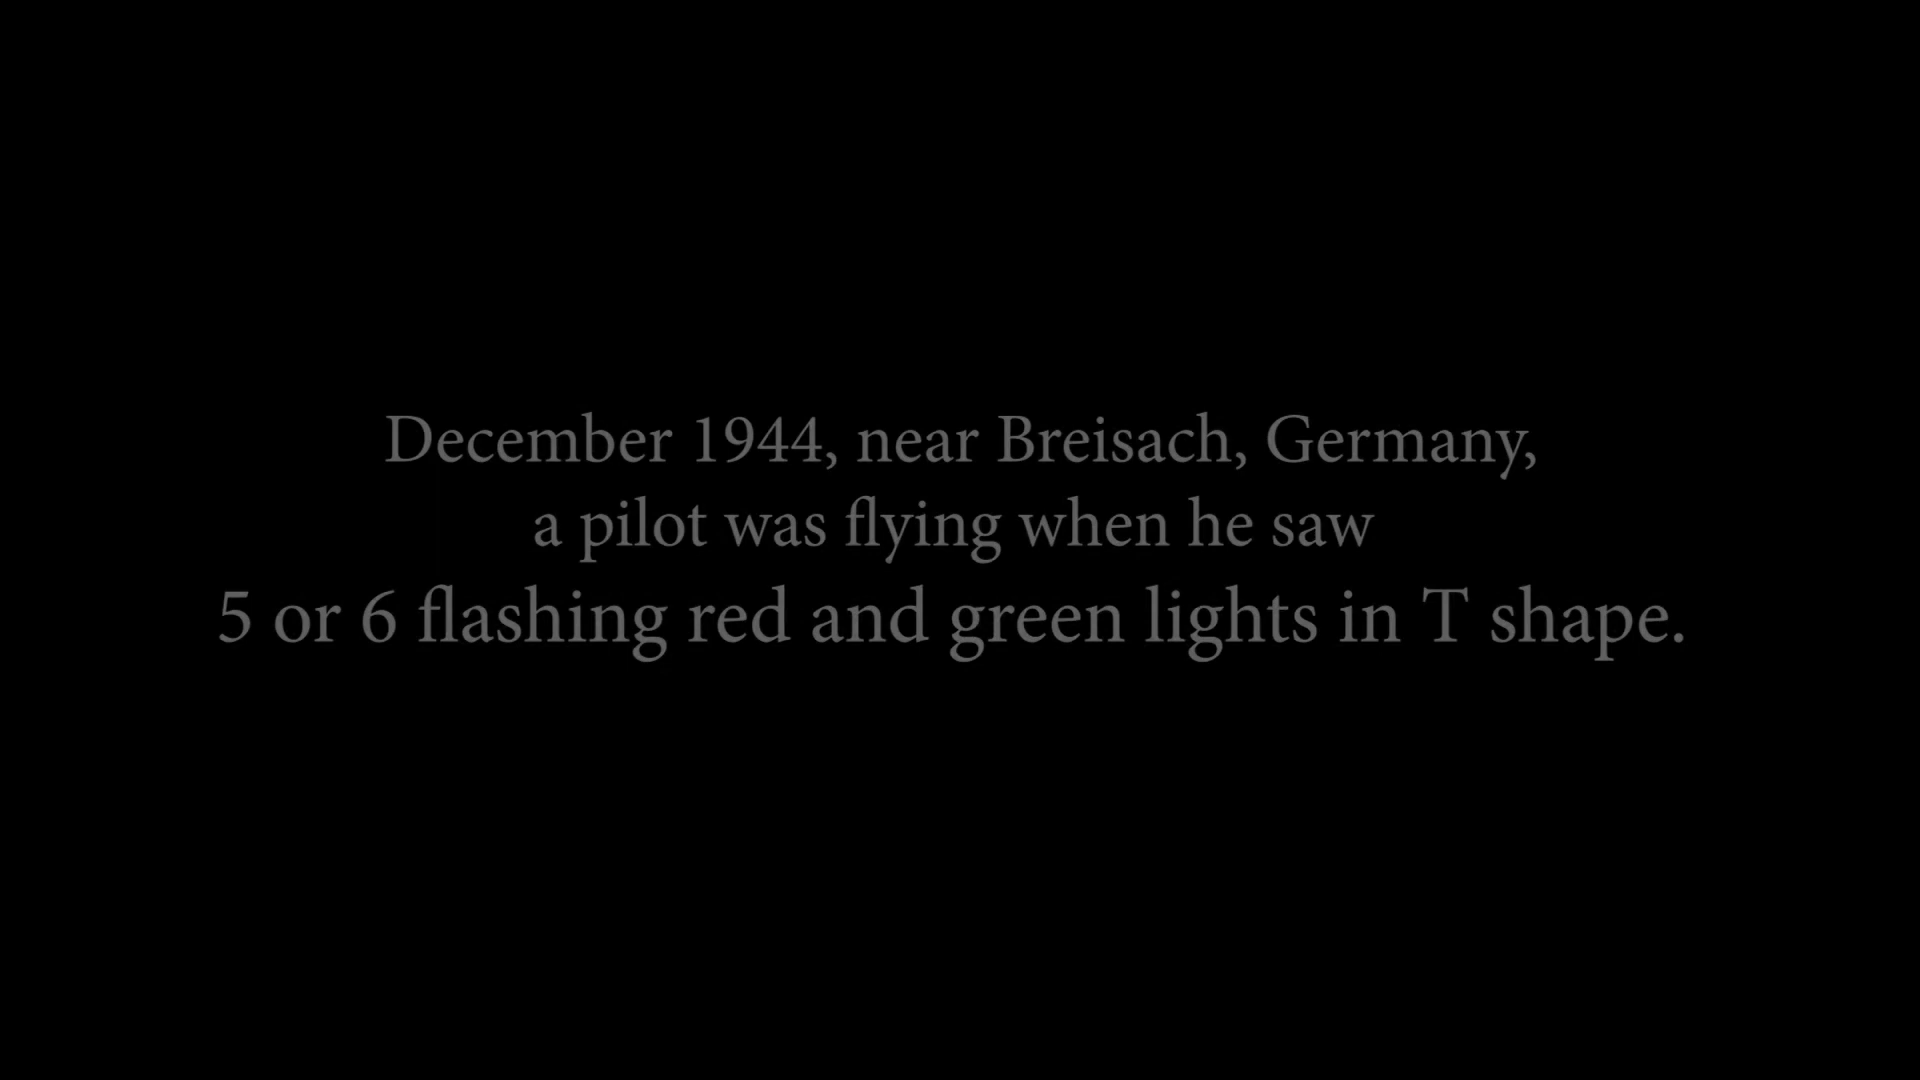 December 1944, near Breisach, Germany,
a pilot was flying when he saw
5 or 6 flashing red and green lights in T shape.